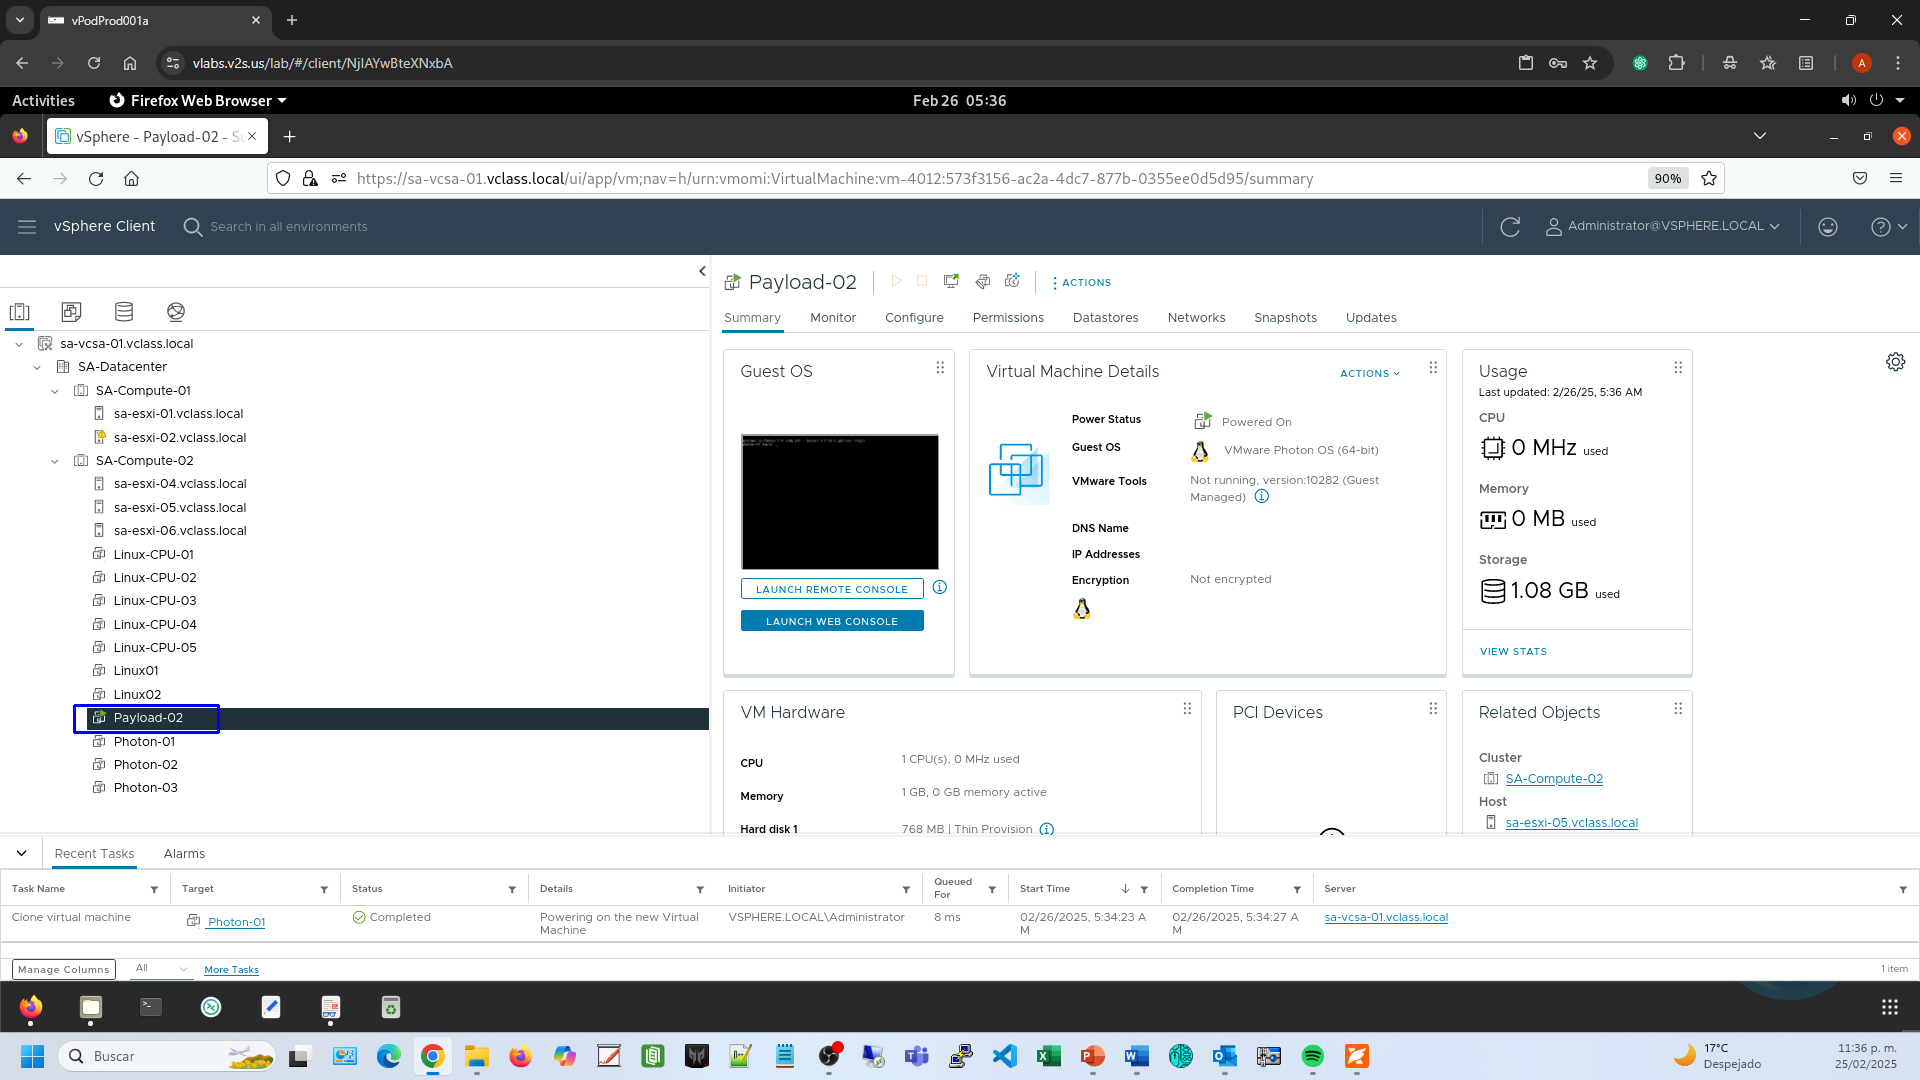 vPodProd001a
vlabs.v2s.us/lab/#/client/NjIAYwBteXNxbA
A
Activities
Firefox Web Browser
Feb 26 05:36
vSphere - Payload-02 - S
https://sa-vcsa-01.vclass.local/ui/app/vm;nav=h/urn:vmomi:VirtualMachine:vm-4012:573f3156-ac2a-4dc7-877b-0355ee0d5d95/summary
90%
vSphere Client
Search in all environments
Administrator@VSPHERE.LOCAL
sa-vcsa-01.vclass.local
SA-Datacenter
SA-Compute-01
sa-esxi-01.vclass.local
sa-esxi-02.vclass.local
SA-Compute-02
sa-esxi-04.vclass.local
sa-esxi-05.vclass.local
sa-esxi-06.vclass.local
Linux-CPU-01
Linux-CPU-02
Linux-CPU-03
Linux-CPU-04
Linux-CPU-05
Linux01
Linux02
Payload-02
Photon-01
Photon-02
Photon-03
Payload-02
ACTIONS
Summary
Monitor
Configure
Permissions
Datastores
Networks
Snapshots
Updates
Guest OS
LAUNCH REMOTE CONSOLE
LAUNCH WEB CONSOLE
Virtual Machine Details
ACTIONS
Power Status
Powered On
Guest OS
VMware Photon OS (64-bit)
VMware Tools
Not running, version:10282 (Guest
Managed)
DNS Name
IP Addresses
Encryption
Not encrypted
Usage
Last updated: 2/26/25, 5:36 AM
CPU
0 MHz used
Memory
0 MB used
Storage
1.08 GB used
VIEW STATS
VM Hardware
CPU
1 CPU(s), 0 MHz used
Memory
1 GB, 0 GB memory active
Hard disk 1
768 MB | Thin Provision
PCI Devices
Related Objects
Cluster
SA-Compute-02
Host
sa-esxi-05.vclass.local
Recent Tasks
Alarms
Task Name
Target
Status
Details
Initiator
Queued
For
Start Time
Completion Time
Server
Clone virtual machine
Photon-01
Completed
Powering on the new Virtual
Machine
VSPHERE.LOCAL\Administrator
8 ms
02/26/2025, 5:34:23 A
M
02/26/2025, 5:34:27 A
M
sa-vcsa-01.vclass.local
Manage Columns
All
More Tasks
1 item
Buscar
17°C
Despejado
11:36 p. m.
25/02/2025